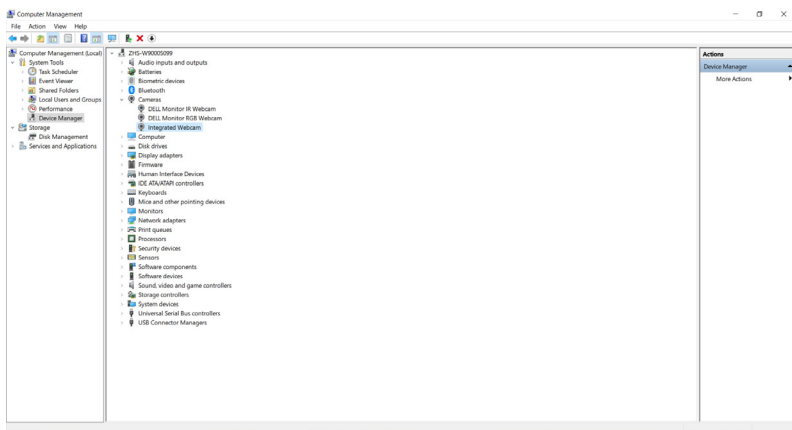 Computer Management
File Action View Help
Computer Management (Local)
System Tools
Task Scheduler
Event Viewer
Shared Folders
Local Users and Groups
Performance
Device Manager
Storage
Disk Management
Services and Applications
ZHS-W90005099
Audio inputs and outputs
Batteries
Biometric devices
Bluetooth
Cameras
DELL Monitor IR Webcam
DELL Monitor RGB Webcam
Integrated Webcam
Computer
Disk drives
Display adapters
Firmware
Human Interface Devices
IDE ATA/ATAPI controllers
Keyboards
Mice and other pointing devices
Monitors
Network adapters
Print queues
Processors
Security devices
Sensors
Software components
Software devices
Sound, video and game controllers
Storage controllers
System devices
Universal Serial Bus controllers
USB Connector Managers
Actions
Device Manager
More Actions